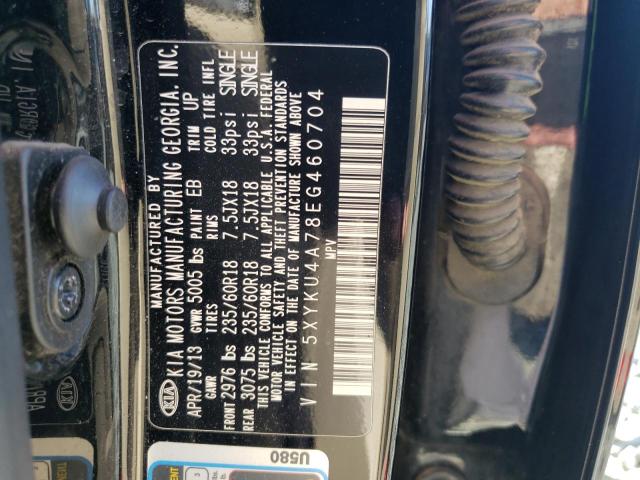 MANUFACTURED BY
KIA KIA MOTORS MANUFACTURING GEORGIA, INC.
APR/19/13 GVWR 5005 lbs PAINT EB TRIM UP
GAWR TIRES RIMS COLD TIRE INFL
FRONT 2976 lbs 235/60R18 7.5JX18 33psi SINGLE
REAR 3075 lbs 235/60R18 7.5JX18 33psi SINGLE
THIS VEHICLE CONFORMS TO ALL APPLICABLE U.S.A. FEDERAL
MOTOR VEHICLE SAFETY AND THEFT PREVENTION STANDARDS
IN EFFECT ON THE DATE OF MANUFACTURE SHOWN ABOVE
VIN 5XYKU4A78EG460704
MPV
U580
KIA